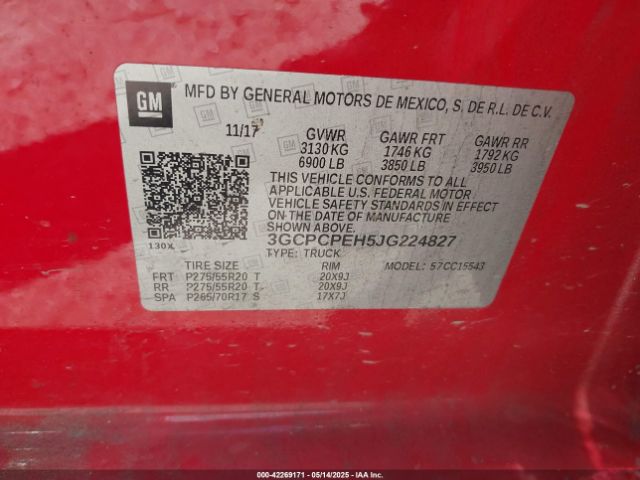 GM
MFD BY GENERAL MOTORS DE MEXICO, S. DE R.L. DE C.V.
11/17 GVWR GAWR FRT GAWR RR
3130 KG 1746 KG 1792 KG
6900 LB 3850 LB 3950 LB
THIS VEHICLE CONFORMS TO ALL
APPLICABLE U.S. FEDERAL MOTOR
VEHICLE SAFETY STANDARDS IN EFFECT
ON THE DATE OF MANUFACTURE
SHOWN ABOVE.
3GCPCPEH5JG224827
130X
TYPE: TRUCK MODEL: 57CC15543
TIRE SIZE RIM
FRT P275/55R20 T 20X9J
RR P275/55R20 T 20X9J
SPA P265/70R17 S 17X7J
000-42269171 | 05/14/2025 | IAAI.COM